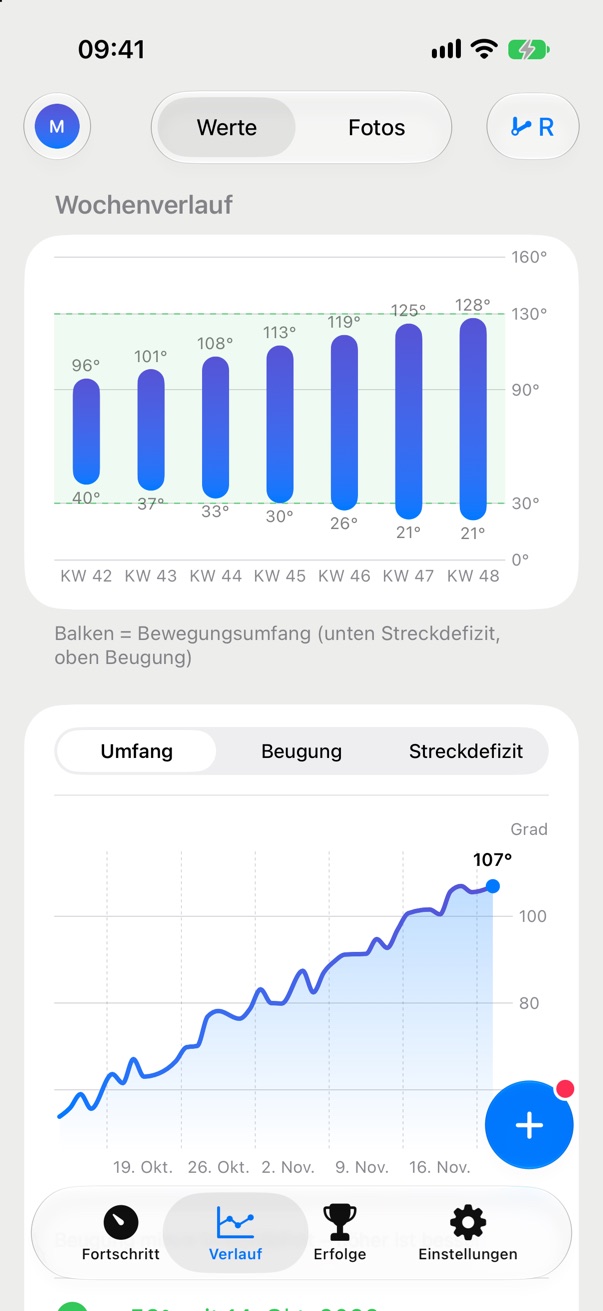 09:41
M
Werte
Fotos
R
Wochenverlauf
160°
130°
90°
30°
0°
96° 101° 108° 113° 119° 125° 128°
40° 37° 33° 30° 26° 21° 21°
KW 42 KW 43 KW 44 KW 45 KW 46 KW 47 KW 48
Balken = Bewegungsumfang (unten Streckdefizit,
oben Beugung)
Umfang Beugung Streckdefizit
Grad
107°
100
80
19. Okt. 26. Okt. 2. Nov. 9. Nov. 16. Nov.
Fortschritt Verlauf Erfolge Einstellungen